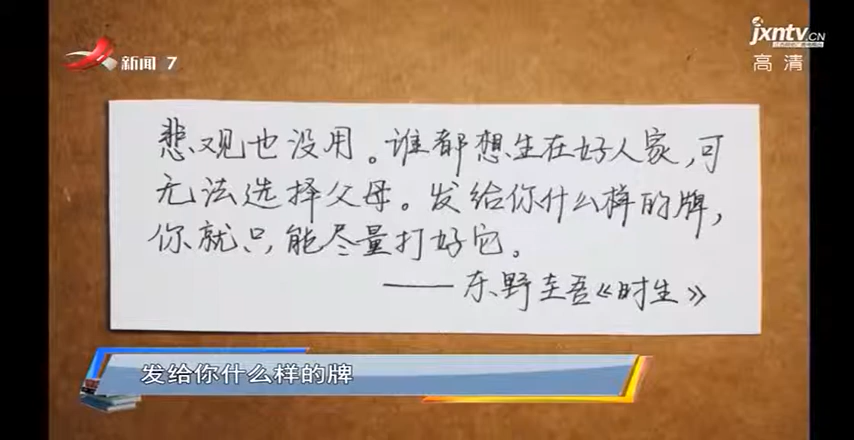 jxntv.CN
新闻 7
高清
悲观也没用。谁都想生在好人家,可
无法选择父母。发给你什么样的牌,
你就只能尽量打好它。
——东野圭吾《时生》
发给你什么样的牌